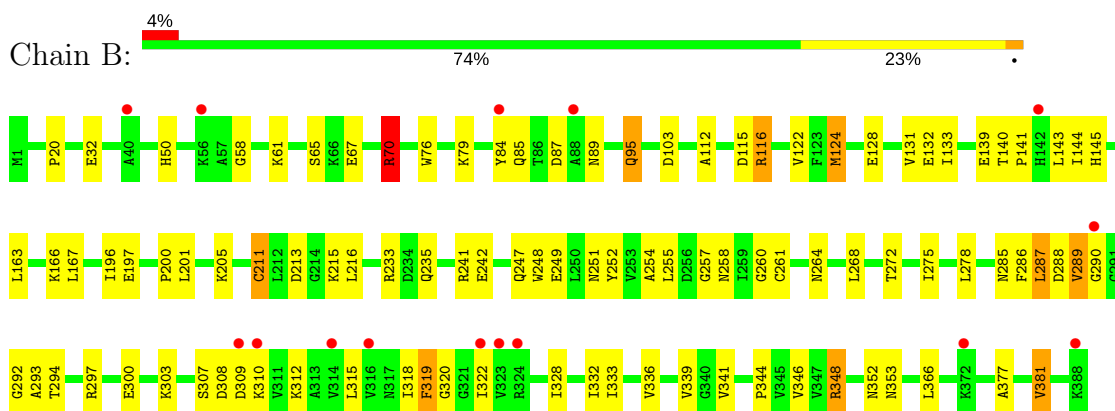 4%
Chain B:
74% 23% •
M1 P20 E32 A40 H50 K56 A57 G58 K61 S65 K66 E67 R70 W76 K79 Y84 Q85 T86 D87 A88 N89 Q95 D103 A112 D115 R116 V122 F123 M124 E128 V131 E132 I133 E139 T140 P141 H142 L143 I144 H145
L163 K166 L167 I196 E197 P200 L201 K205 C211 L212 D213 G214 K215 L216 R233 D234 Q235 R241 E242 Q247 W248 E249 L250 N251 Y252 V253 A254 L255 D256 G257 N258 I259 G260 C261 N264 L268 T272 I275 L278 N285 P286 L287 D288 V289 G290
G292 A293 T294 R297 E300 K303 S307 D308 D309 K310 V311 K312 A313 V314 L315 V316 N317 I318 F319 G320 G321 I322 V323 R324 I328 I332 I333 V336 V339 G340 V341 P344 V345 V346 V347 R348 N352 N353 L366 K372 A377 V381 K388